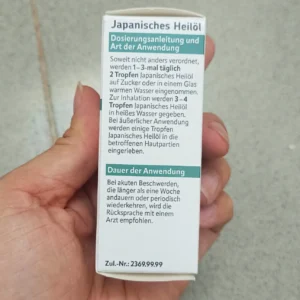 Japanisches Heilöl
Dosierungsanleitung und
Art der Anwendung
Soweit nicht anders verordnet,
werden 1-3-mal täglich
2 Tropfen Japanisches Heilöl
auf Zucker oder in einem Glas
warmen Wasser eingenommen.
Zur Inhalation werden 3-4
Tropfen Japanisches Heilöl
in heißes Wasser gegeben.
Bei äußerlicher Anwendung
werden einige Tropfen
Japanisches Heilöl in die
betroffenen Hautpartien
eingerieben.
Dauer der Anwendung
Bei akuten Beschwerden,
die länger als eine Woche
andauern oder periodisch
wiederkehren, wird die
Rücksprache mit einem
Arzt empfohlen.
Zul.-Nr.: 2369.99.99